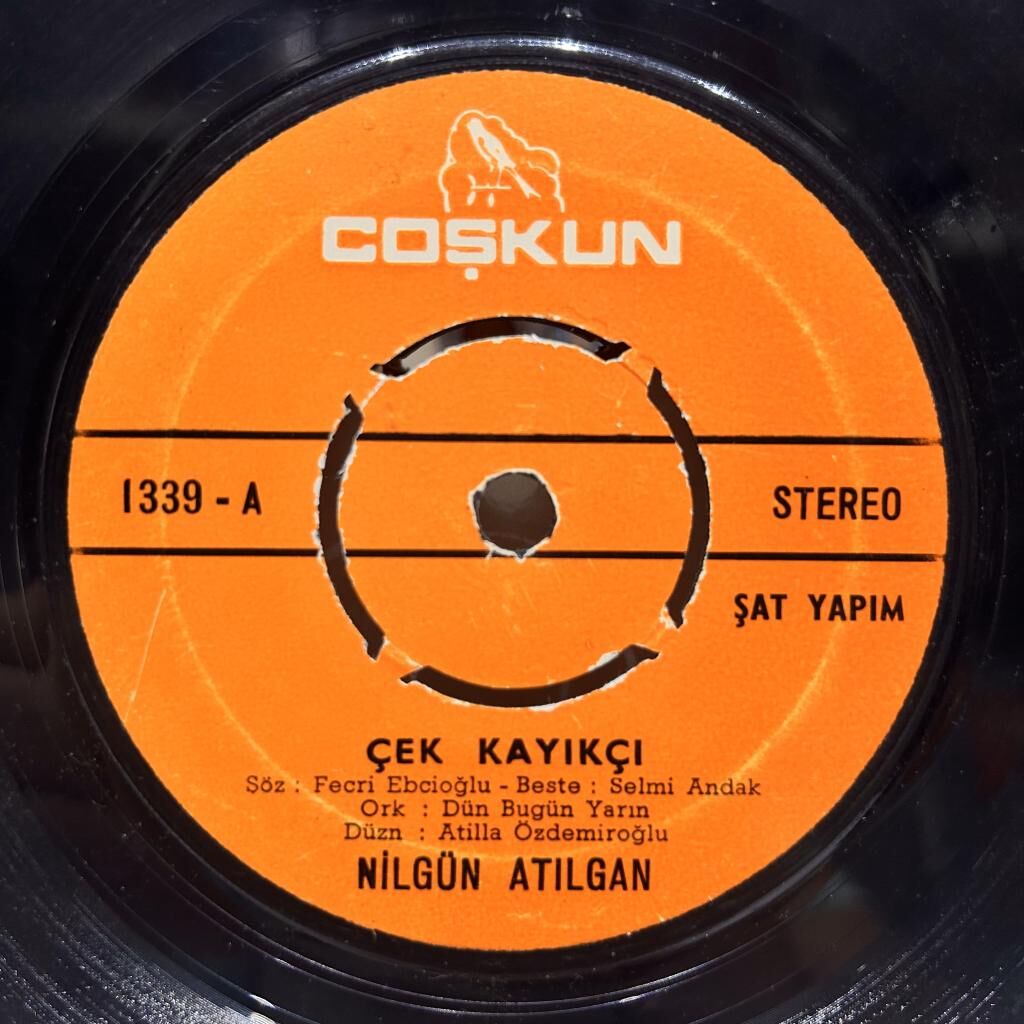 COŞKUN
1339 - A
STEREO
ŞAT YAPIM
ÇEK KAYIKÇI
Söz : Fecri Ebcioğlu - Beste : Selmi Andak
Ork : Dün Bugün Yarın
Düzn : Atilla Özdemiroğlu
NİLGÜN ATILGAN